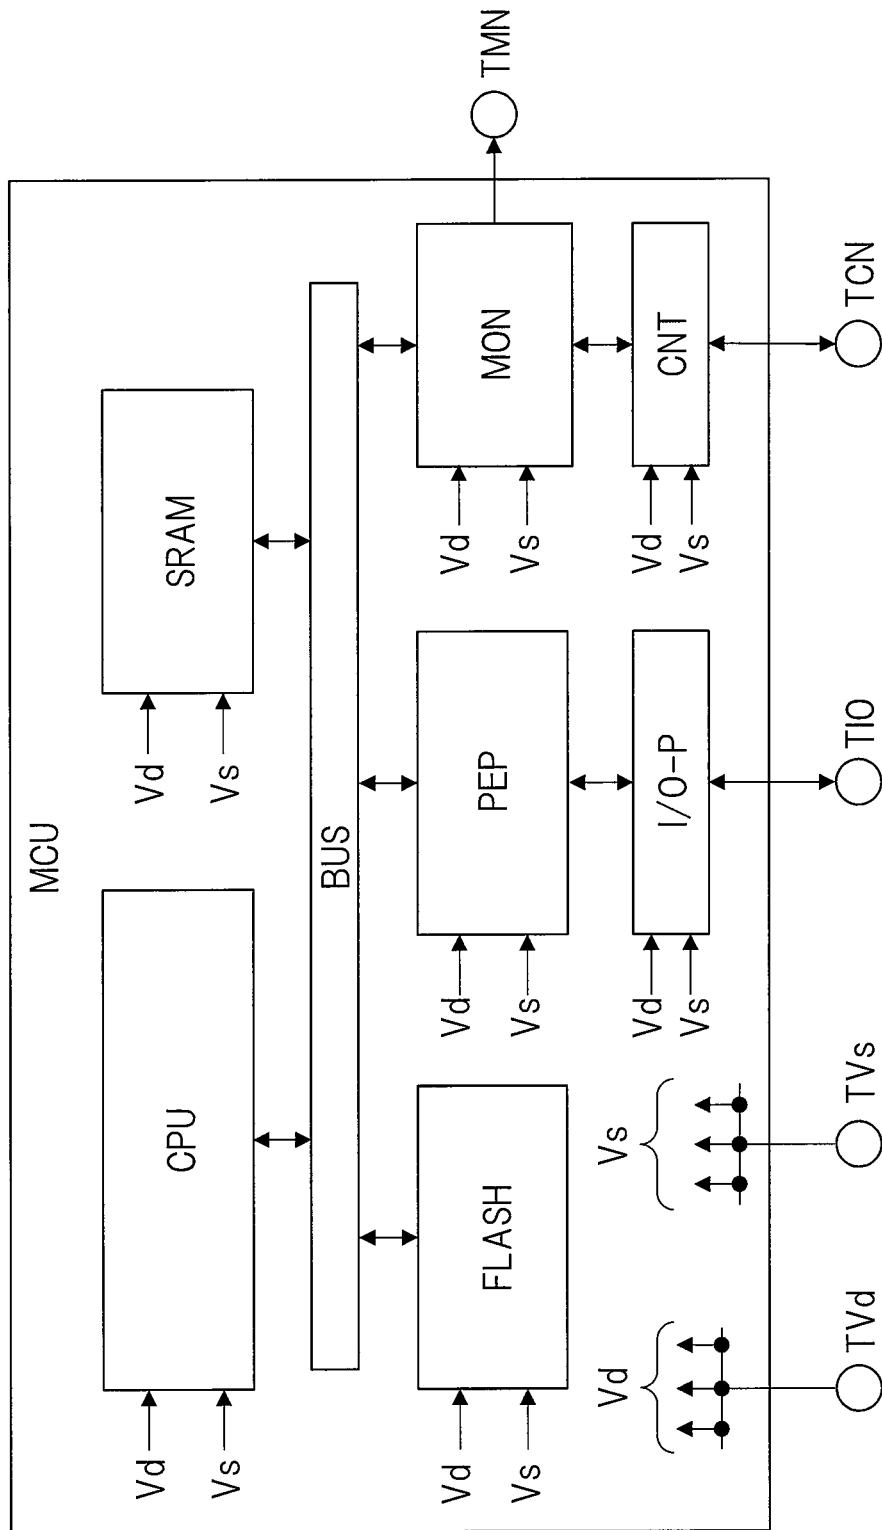 MCU
CPU
Vd
Vs
SRAM
Vd
Vs
BUS
FLASH
Vd
Vs
PEP
Vd
Vs
MON
Vd
Vs
TMN
I/O-P
Vd
Vs
CNT
Vd
Vs
Vd
Vs
TVd
TVs
TIO
TCN